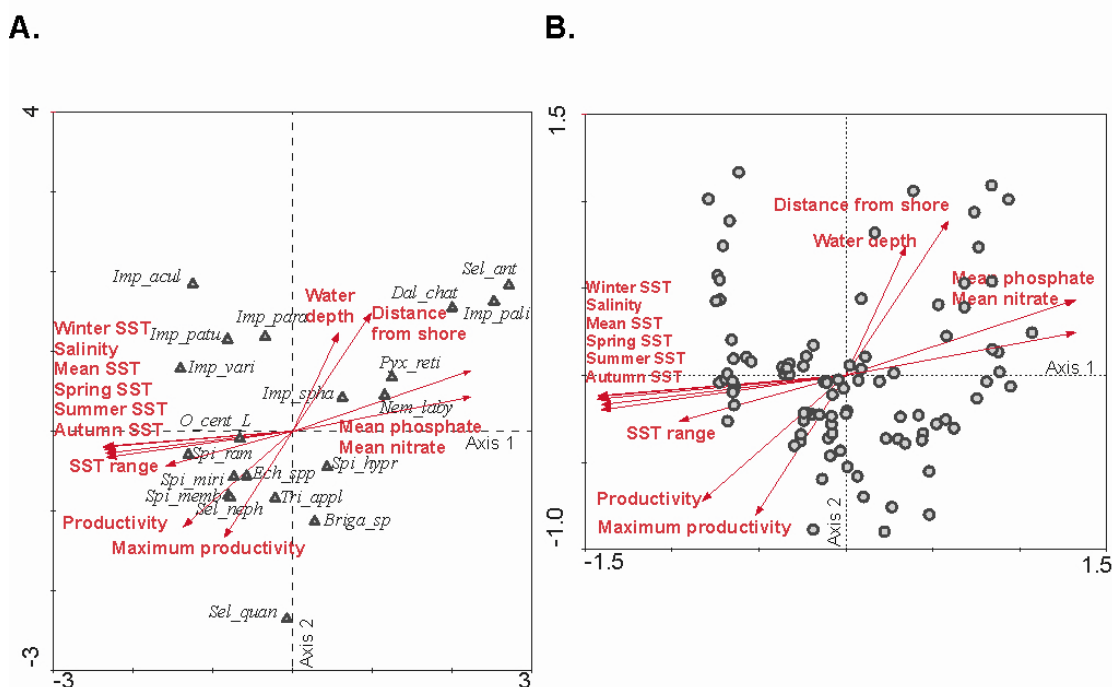 A.
4
Imp_acul
Sel_ant
Water
depth
Dal_chat
Imp_pali
Distance
from shore
Winter SST
Salinity
Mean SST
Spring SST
Summer SST
Autumn SST
Imp_para
Imp_patu
Imp_vari
Pyx_reti
Imp_spha
Nem_laby
O_cent_L
Mean phosphate
Mean nitrate
Axis 1
SST range
Spi_ram
Spi_hypr
Spi_miri
Ech_spp
Spi_memb
Sel_neph
Tri_appl
Productivity
Briga_sp
Maximum productivity
Sel_quan
Axis 2
-3
-3
3
B.
1.5
Distance from shore
Water depth
Mean phosphate
Mean nitrate
Winter SST
Salinity
Mean SST
Spring SST
Summer SST
Autumn SST
Axis 1
SST range
Productivity
Maximum productivity
Axis 2
-1.0
-1.5
1.5